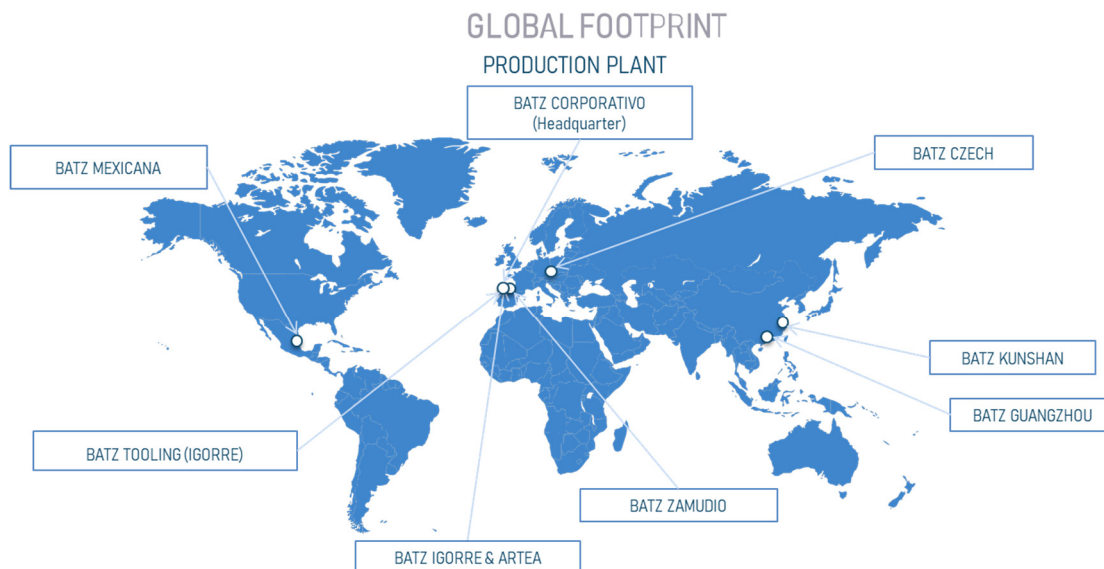 GLOBAL FOOTPRINT
PRODUCTION PLANT
BATZ CORPORATIVO
(Headquarter)
BATZ MEXICANA
BATZ CZECH
BATZ KUNSHAN
BATZ GUANGZHOU
BATZ TOOLING (IGORRE)
BATZ ZAMUDIO
BATZ IGORRE & ARTEA